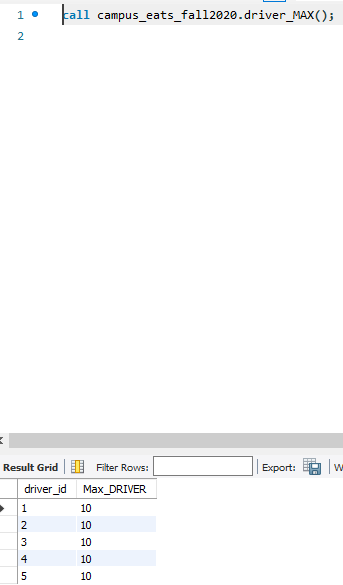 1 call campus_eats_fall2020.driver_MAX();
2
Result Grid Filter Rows: Export: W
driver_id Max_DRIVER
1 10
2 10
3 10
4 10
5 10